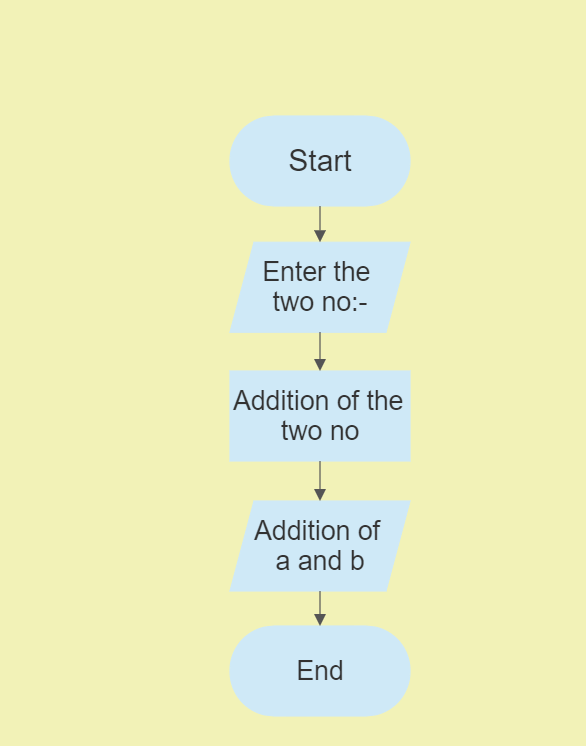 Start
Enter the
two no:-
Addition of the
two no
Addition of
a and b
End